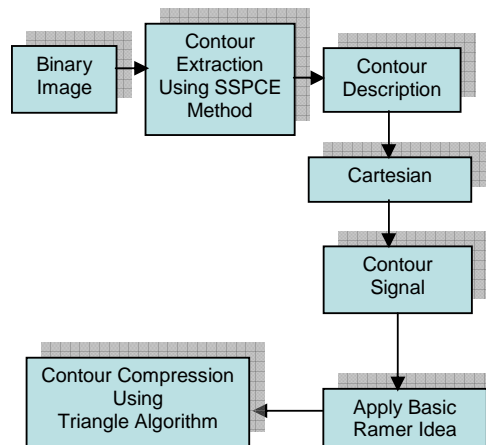 Binary
Image
Contour
Extraction
Using SSPCE
Method
Contour
Description
Cartesian
Contour
Signal
Apply Basic
Ramer Idea
Contour Compression
Using
Triangle Algorithm